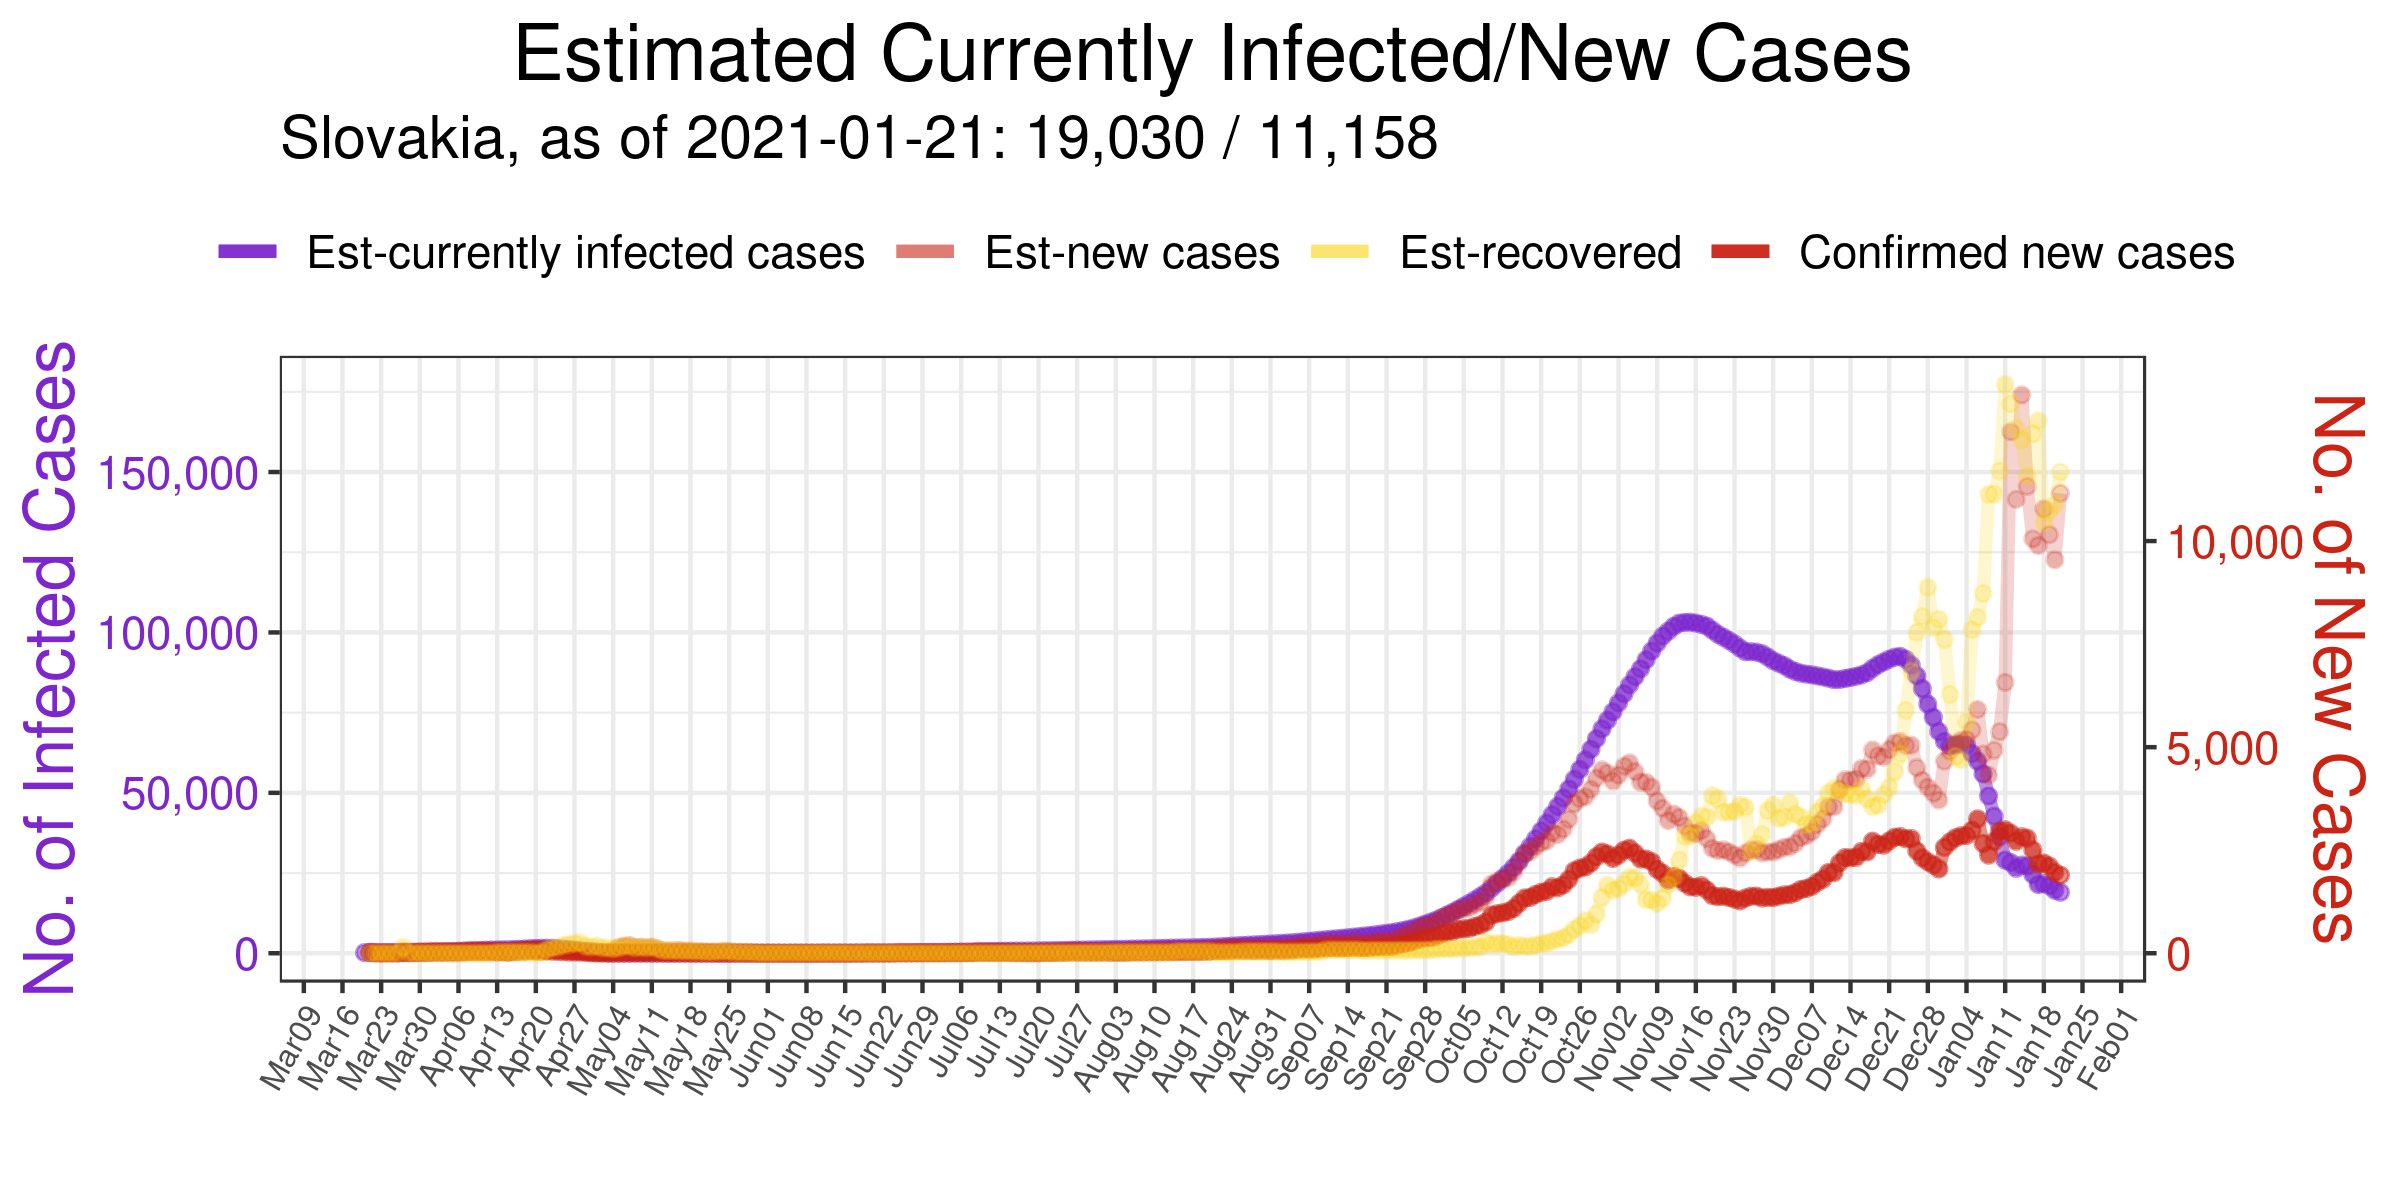 Estimated Currently Infected/New Cases
Slovakia, as of 2021-01-21: 19,030 / 11,158
Est-currently infected cases Est-new cases Est-recovered Confirmed new cases
No. of Infected Cases
150,000
100,000
50,000
0
10,000
5,000
0
No. of New Cases
Mar09 Mar16 Mar23 Mar30 Apr06 Apr13 Apr20 Apr27 May04 May11 May18 May25 Jun01 Jun08 Jun15 Jun22 Jun29 Jul06 Jul13 Jul20 Jul27 Aug03 Aug10 Aug17 Aug24 Aug31 Sep07 Sep14 Sep21 Sep28 Oct05 Oct12 Oct19 Oct26 Nov02 Nov09 Nov16 Nov23 Nov30 Dec07 Dec14 Dec21 Dec28 Jan04 Jan11 Jan18 Jan25 Feb01